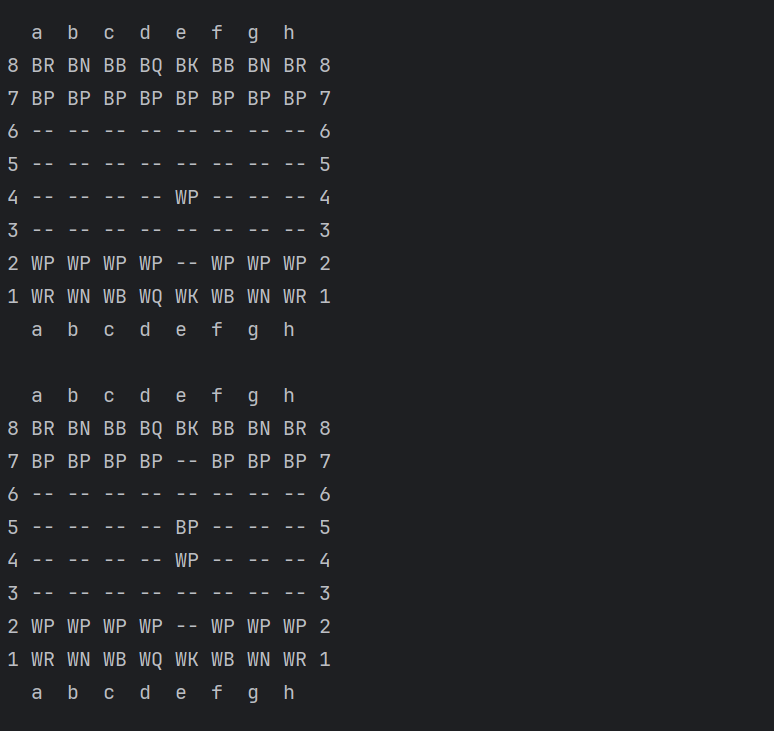 a  b  c  d  e  f  g  h
8 BR BN BB BQ BK BB BN BR 8
7 BP BP BP BP BP BP BP BP 7
6 -- -- -- -- -- -- -- -- 6
5 -- -- -- -- -- -- -- -- 5
4 -- -- -- -- WP -- -- -- 4
3 -- -- -- -- -- -- -- -- 3
2 WP WP WP WP -- WP WP WP 2
1 WR WN WB WQ WK WB WN WR 1
  a  b  c  d  e  f  g  h

  a  b  c  d  e  f  g  h
8 BR BN BB BQ BK BB BN BR 8
7 BP BP BP BP -- BP BP BP 7
6 -- -- -- -- -- -- -- -- 6
5 -- -- -- -- BP -- -- -- 5
4 -- -- -- -- WP -- -- -- 4
3 -- -- -- -- -- -- -- -- 3
2 WP WP WP WP -- WP WP WP 2
1 WR WN WB WQ WK WB WN WR 1
  a  b  c  d  e  f  g  h